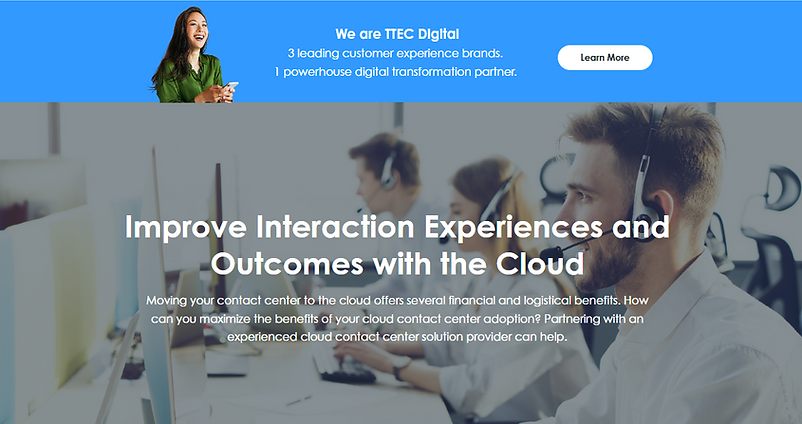 We are TTEC Digital
3 leading customer experience brands.
1 powerhouse digital transformation partner.
Learn More
Improve Interaction Experiences and
Outcomes with the Cloud
Moving your contact center to the cloud offers several financial and logistical benefits. How
can you maximize the benefits of your cloud contact center adoption? Partnering with an
experienced cloud contact center solution provider can help.